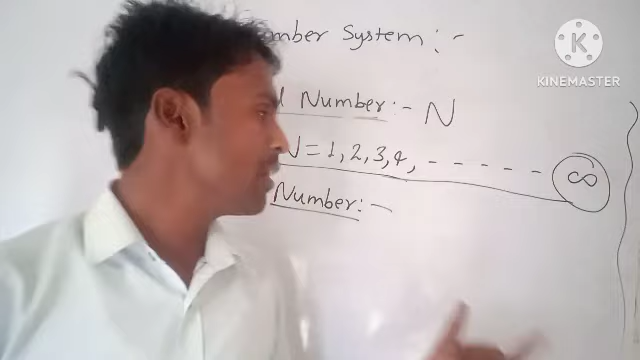 mber System:-
Number:- N
N = 1, 2, 3, 4, - - - - - ∞
Number:-
K
KINEMASTER